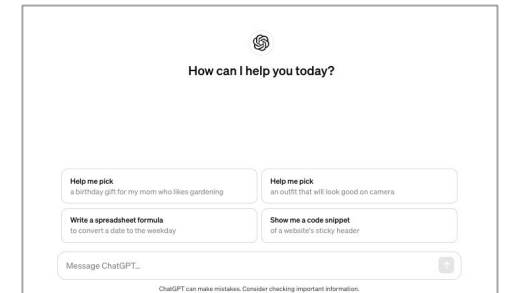 How can I help you today?
Help me pick
a birthday gift for my mom who likes gardening
Help me pick
an outfit that will look good on camera
Write a spreadsheet formula
to convert a date to the weekday
Show me a code snippet
of a website's sticky header
Message ChatGPT...
ChatGPT can make mistakes. Consider checking important information.